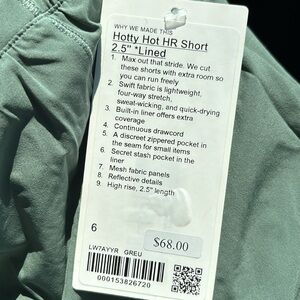 WHY WE MADE THIS
Hotty Hot HR Short
2.5" *Lined
1. Max out that stride. We cut
these shorts with extra room so
you can run freely
2. Swift fabric is lightweight,
four-way stretch,
sweat-wicking, and quick-drying
3. Built-in liner offers extra
coverage
4. Continuous drawcord
5. A discreet zippered pocket in
the seam for small items
6. Secret stash pocket in the
liner
7. Mesh fabric panels
8. Reflective details
9. High rise, 2.5" length
6
$68.00
LW7AYYR GREU
000153826720